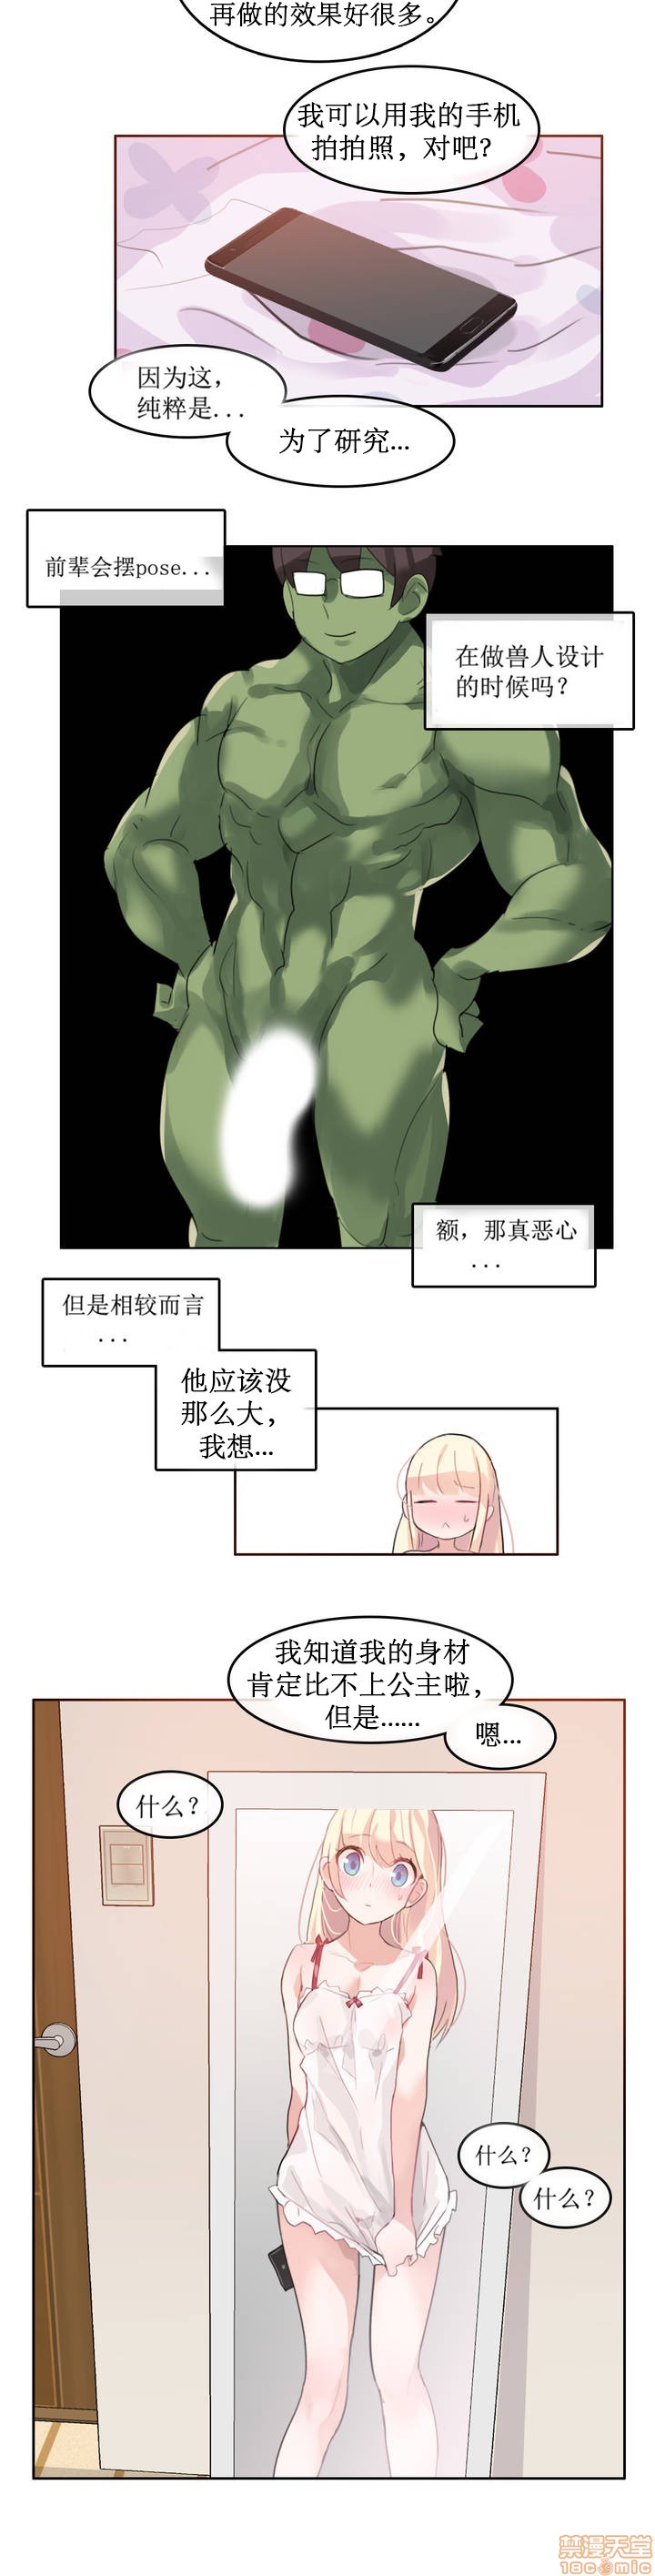 再做的效果好很多。
我可以用我的手机
拍拍照，对吧？
因为这，
纯粹是...
为了研究...
前辈会摆pose...
在做兽人设计
的时候吗？
额，那真恶心
...
但是相较而言
...
他应该没
那么大，
我想...
我知道我的身材
肯定比不上公主啦，
但是......
嗯...
什么？
什么？
什么？
禁漫天堂
18comic